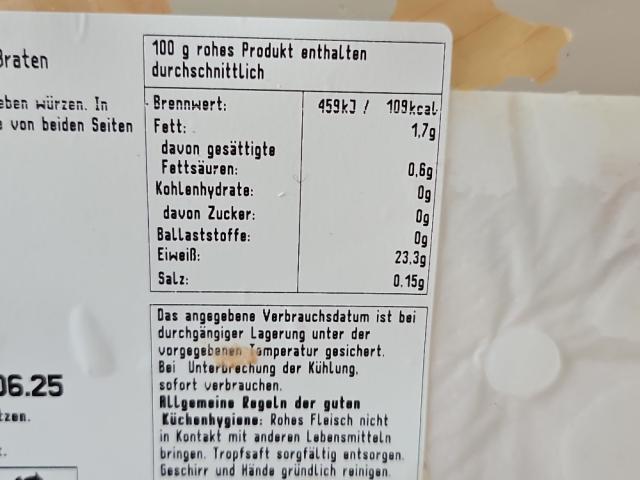 Braten
eben würzen. In
e von beiden Seiten
100 g rohes Produkt enthalten
durchschnittlich
Brennwert: 459kJ / 109kcal
Fett: 1,7g
davon gesättigte
Fettsäuren: 0,6g
Kohlenhydrate: 0g
davon Zucker: 0g
Ballaststoffe: 0g
Eiweiß: 23,3g
Salz: 0.15g
06.25
tzen.
Das angegebene Verbrauchsdatum ist bei
durchgängiger Lagerung unter der
vorgegebenen Temperatur gesichert.
Bei Unterbrechung der Kühlung,
sofort verbrauchen.
Allgemeine Regeln der guten
Küchenhygiene: Rohes Fleisch nicht
in Kontakt mit anderen Lebensmitteln
bringen. Tropfsaft sorgfältig entsorgen.
Geschirr und Hände gründlich reinigen.